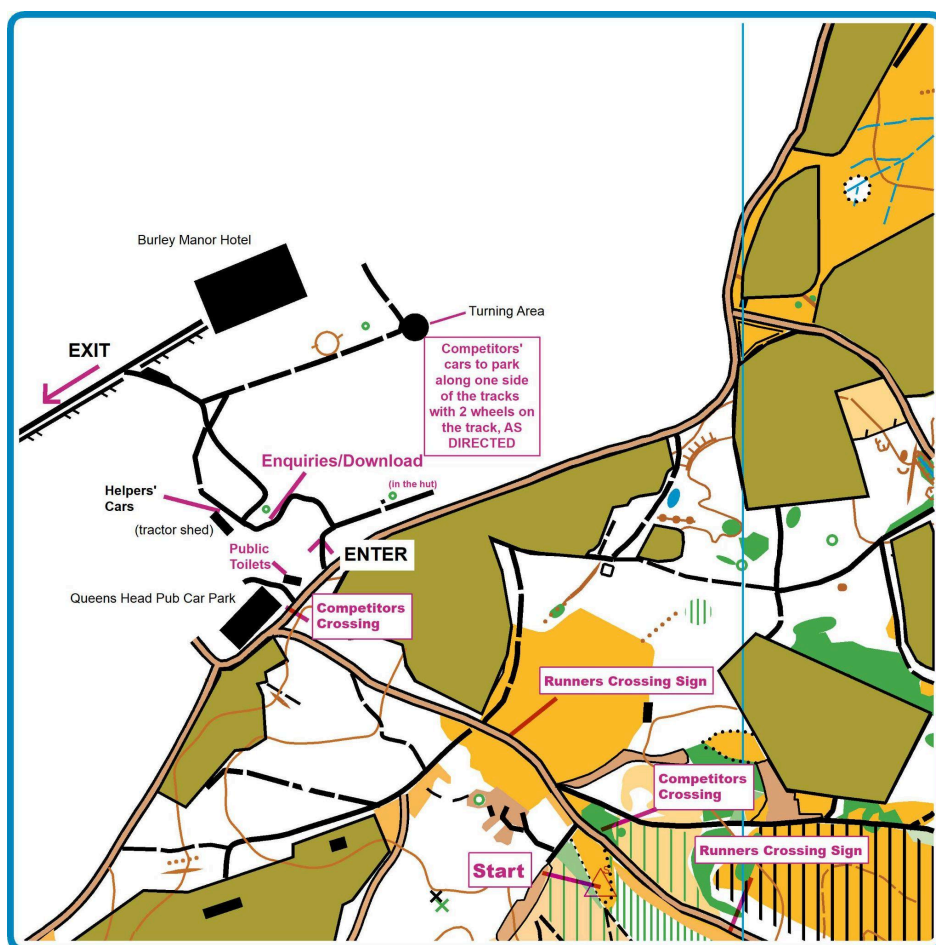 Burley Manor Hotel
EXIT
Turning Area
Competitors'
cars to park
along one side
of the tracks
with 2 wheels on
the track, AS
DIRECTED
Enquiries/Download
(in the hut)
Helpers'
Cars
(tractor shed)
Public
Toilets
ENTER
Queens Head Pub Car Park
Competitors
Crossing
Runners Crossing Sign
Competitors
Crossing
Runners Crossing Sign
Start